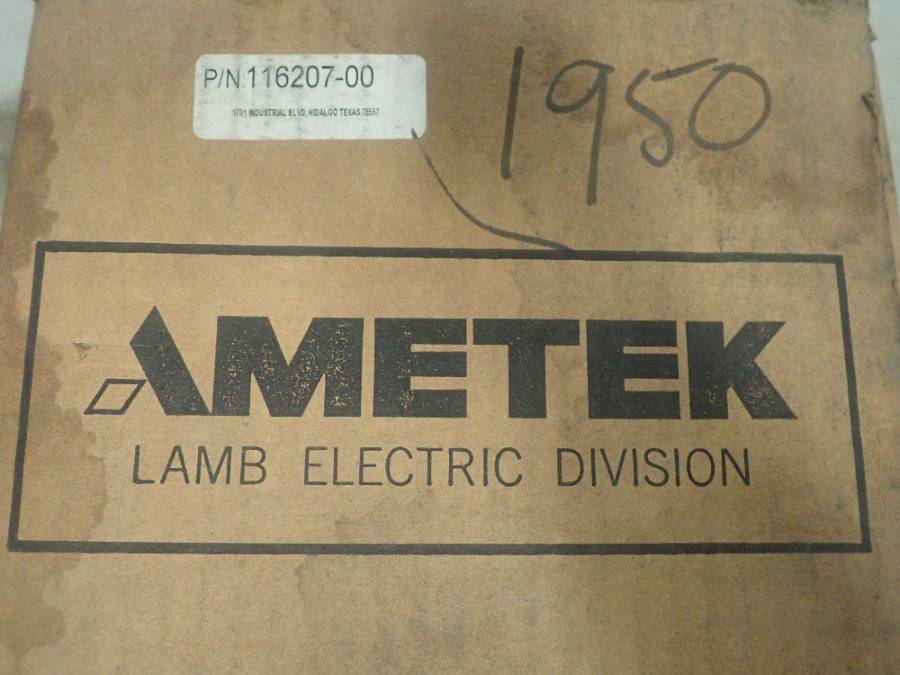 P/N:116207-00
1701 INDUSTRIAL BLVD. HIDALGO TEXAS 78557
1950
AMETEK
LAMB ELECTRIC DIVISION